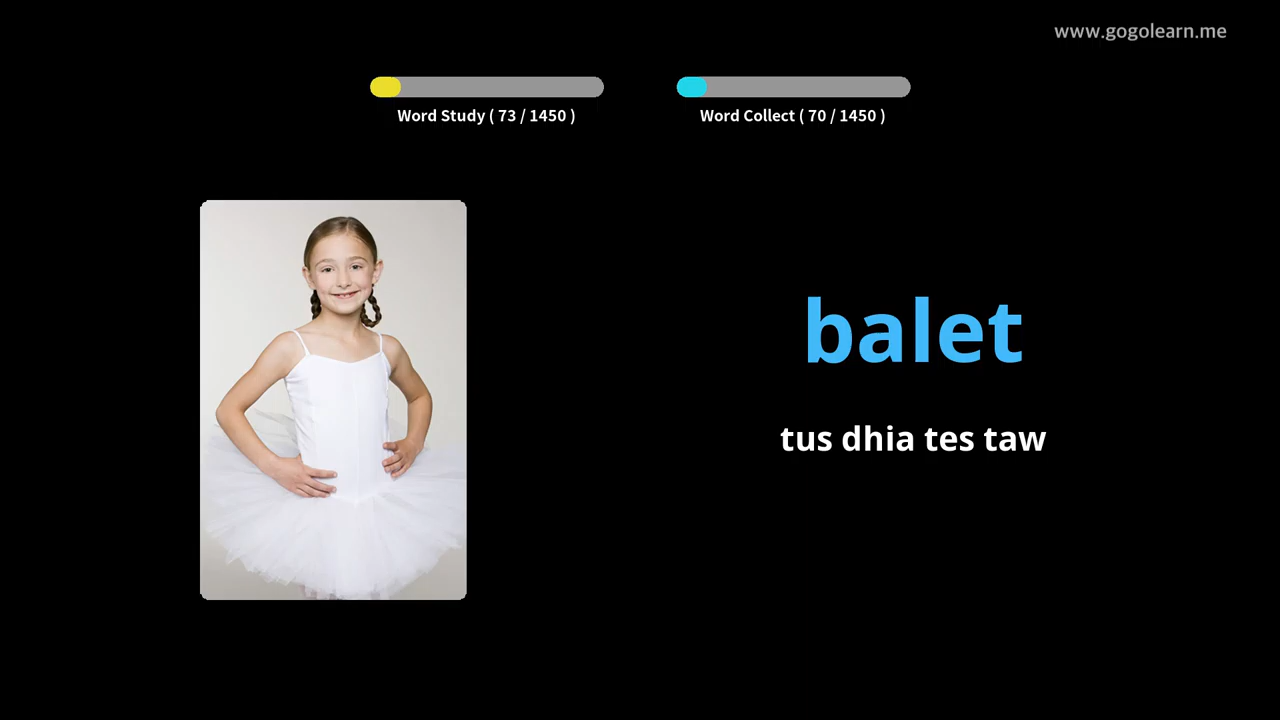 www.gogolearn.me
Word Study ( 73 / 1450 )
Word Collect ( 70 / 1450 )
balet
tus dhia tes taw